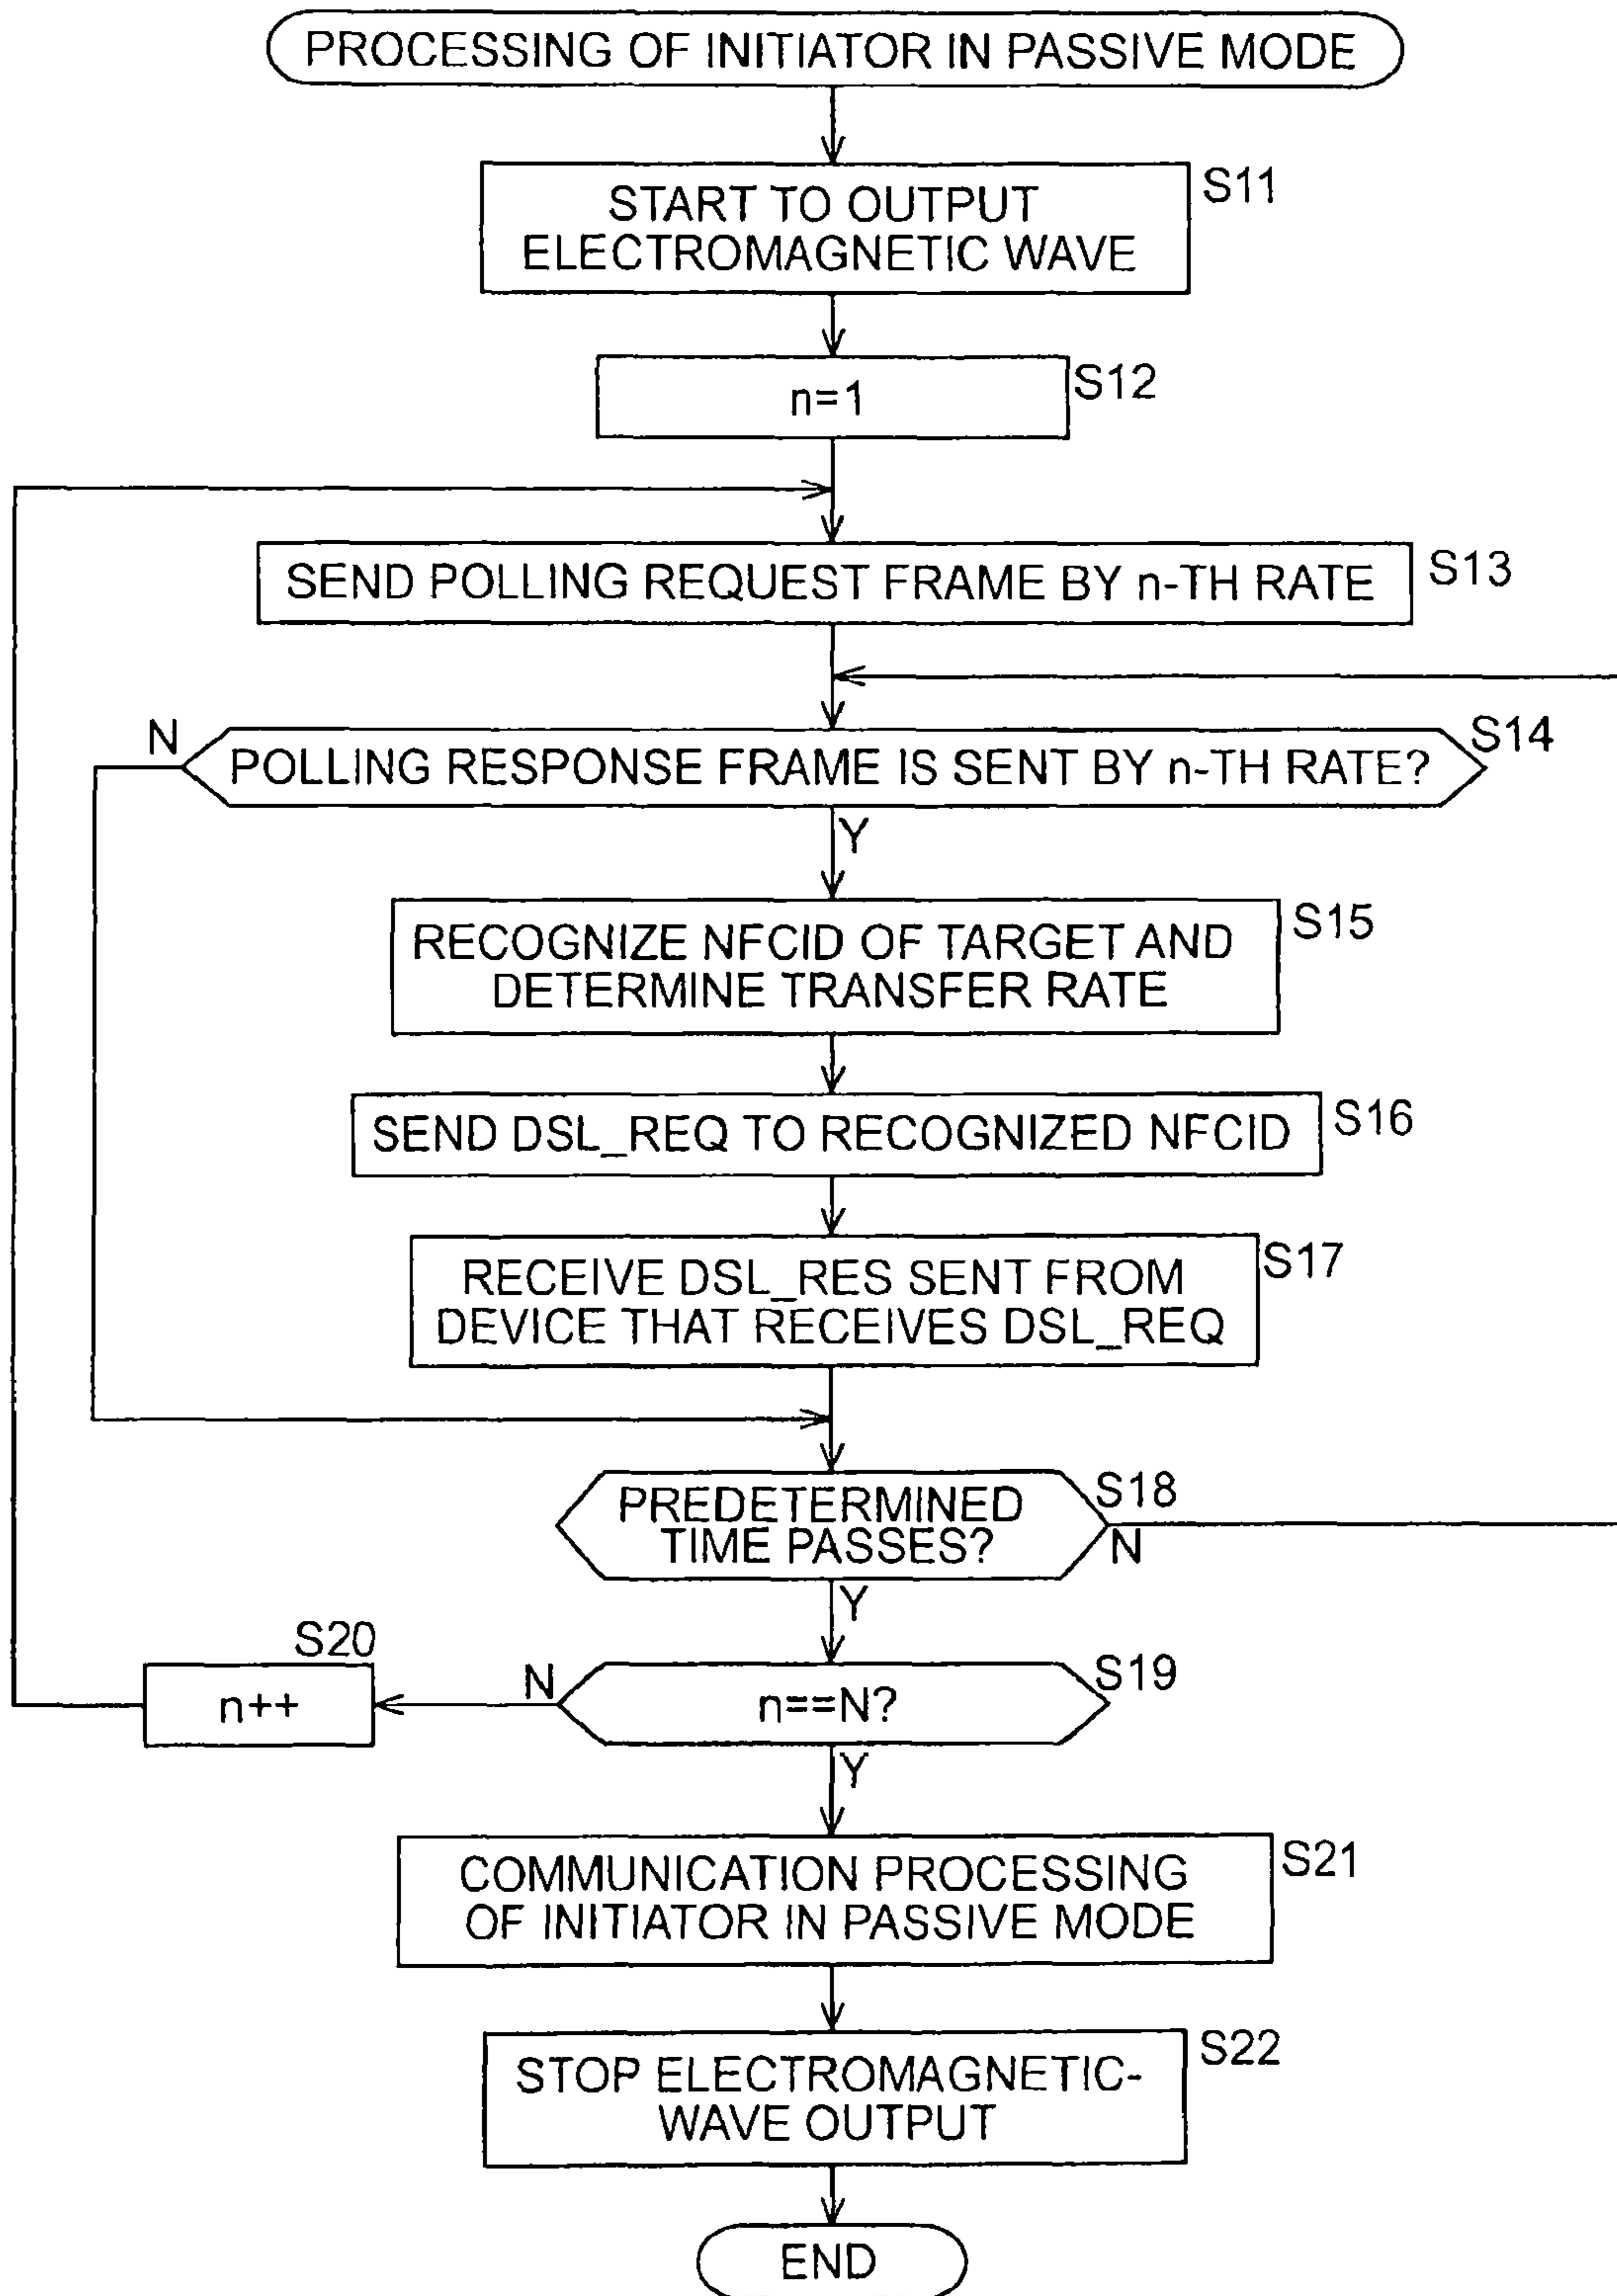 PROCESSING OF INITIATOR IN PASSIVE MODE
START TO OUTPUT
ELECTROMAGNETIC WAVE
S11
n=1
S12
SEND POLLING REQUEST FRAME BY n-TH RATE
S13
N
POLLING RESPONSE FRAME IS SENT BY n-TH RATE?
S14
Y
RECOGNIZE NFCID OF TARGET AND
DETERMINE TRANSFER RATE
S15
SEND DSL_REQ TO RECOGNIZED NFCID
S16
RECEIVE DSL_RES SENT FROM
DEVICE THAT RECEIVES DSL_REQ
S17
PREDETERMINED
TIME PASSES?
S18
N
Y
S20
n++
N
n==N?
S19
Y
COMMUNICATION PROCESSING
OF INITIATOR IN PASSIVE MODE
S21
STOP ELECTROMAGNETIC-
WAVE OUTPUT
S22
END